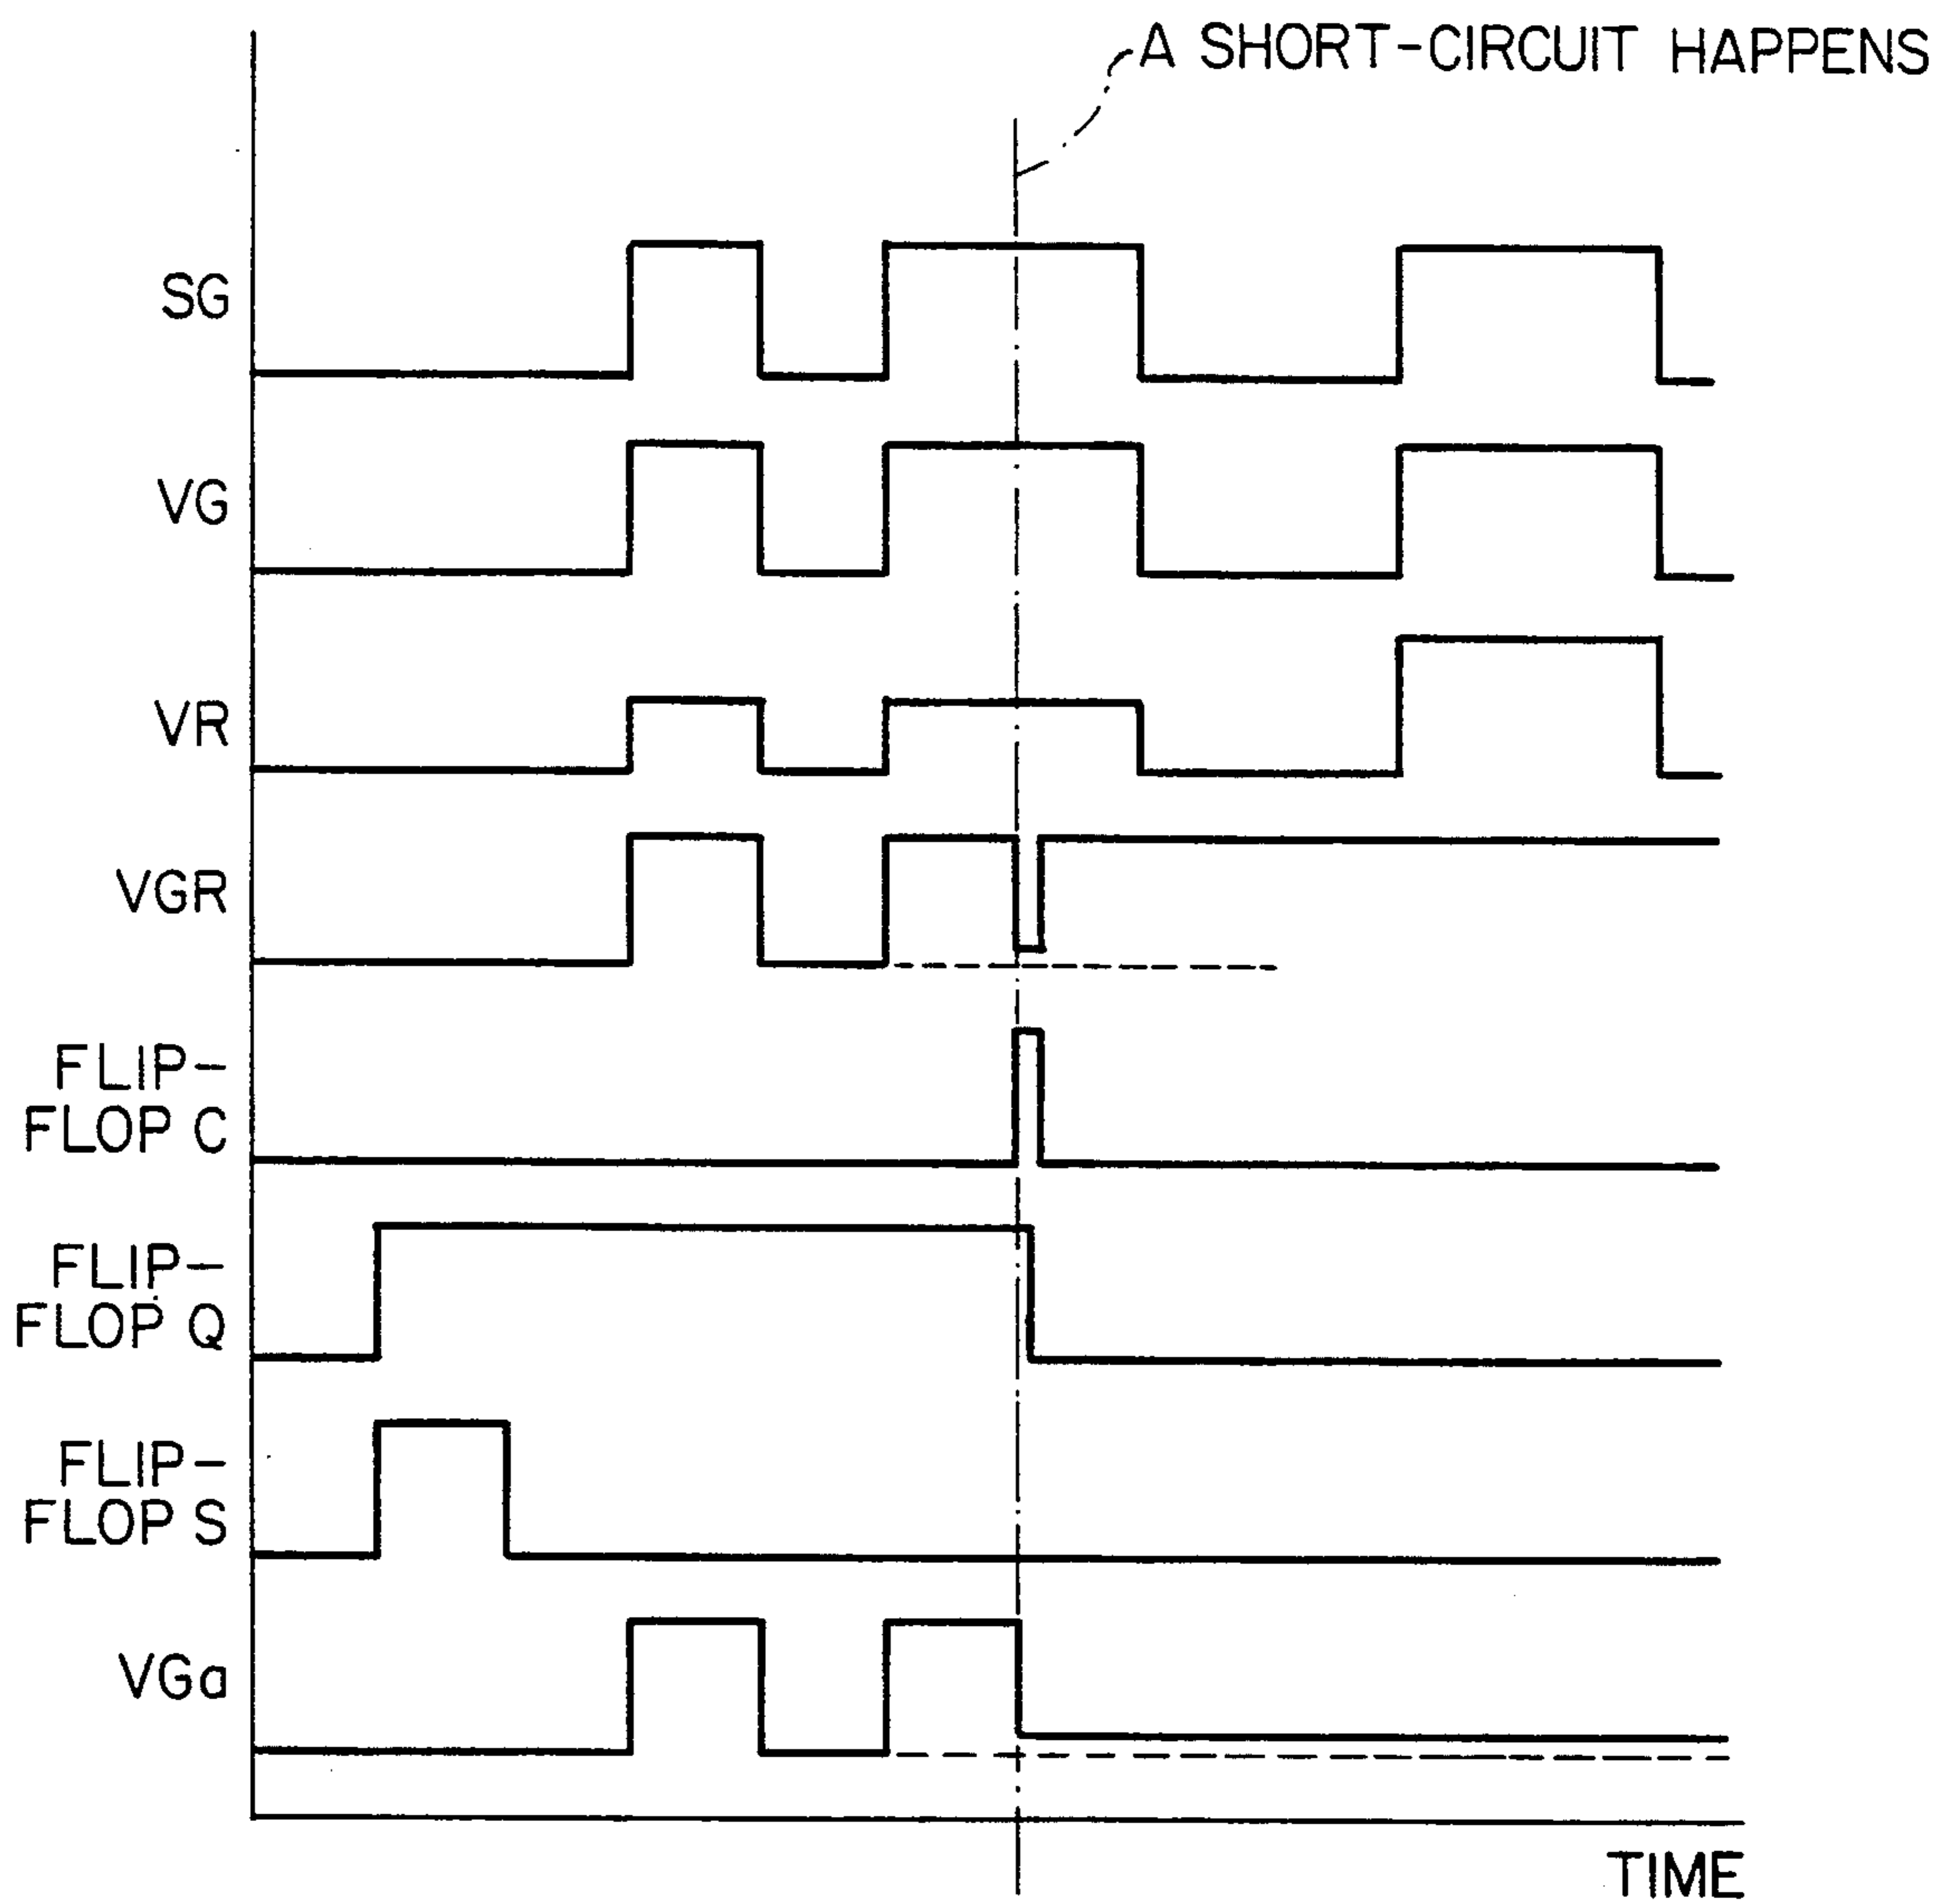 A SHORT-CIRCUIT HAPPENS
SG
VG
VR
VGR
FLIP-
FLOP C
FLIP-
FLOP Q
FLIP-
FLOP S
VGa
TIME